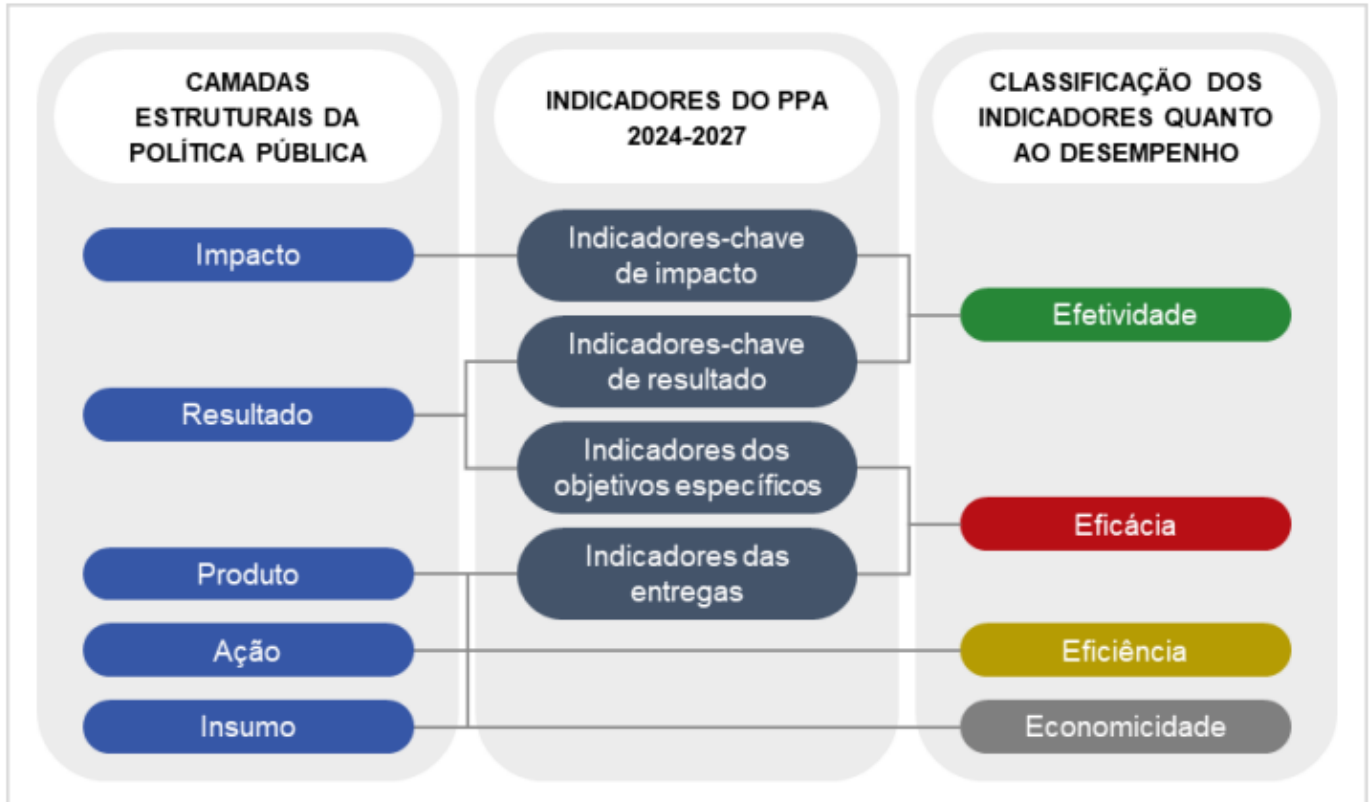 CAMADAS
ESTRUTURAIS DA
POLÍTICA PÚBLICA
Impacto
Resultado
Produto
Ação
Insumo
INDICADORES DO PPA
2024-2027
Indicadores-chave
de impacto
Indicadores-chave
de resultado
Indicadores dos
objetivos específicos
Indicadores das
entregas
CLASSIFICAÇÃO DOS
INDICADORES QUANTO
AO DESEMPENHO
Efetividade
Eficácia
Eficiência
Economicidade